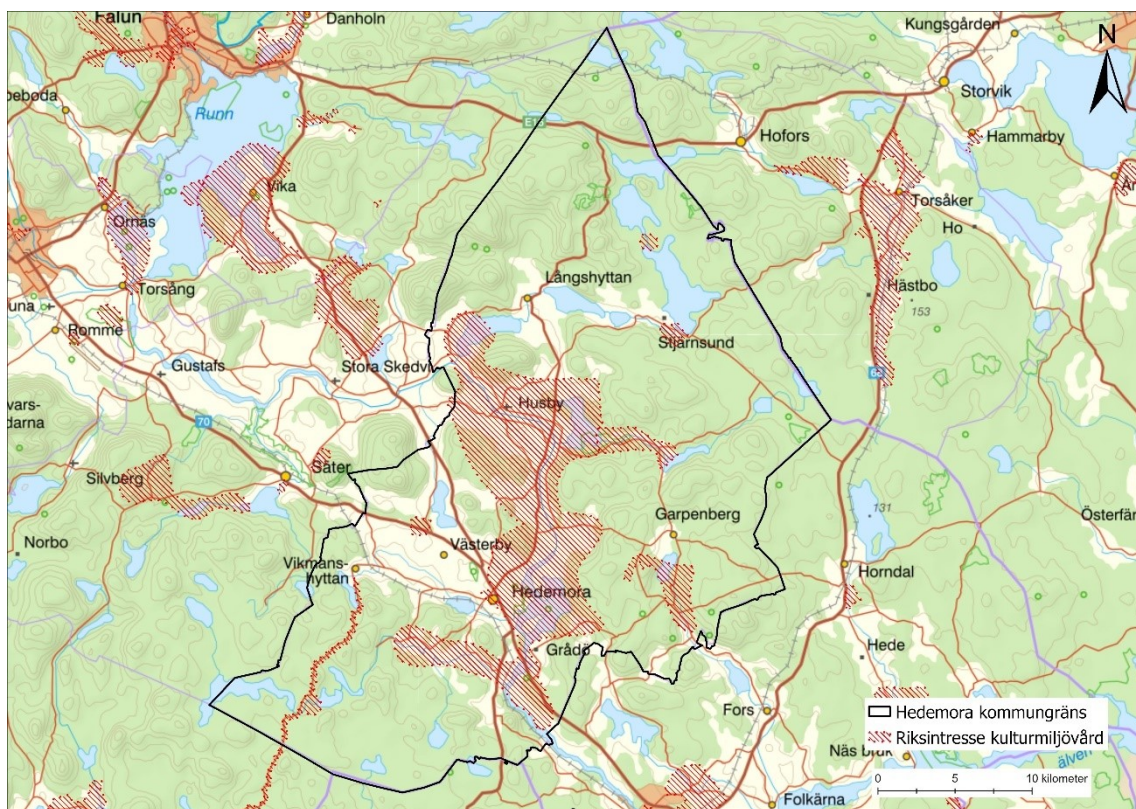 Falun
Danholn
Kungsgården
N
Storvik
Runn
E16
Hofors
Hammarby
Vika
Torsåker
Ornäs
Ho
Långshyttan
Torsång
Hästbo
153
Romme
Stjärnsund
Gustafs
Stora Skedvi
68
Husby
70
Säter
Silvberg
131
Garpenberg
Norbo
Västerby
Vikmans-
hyttan
Horndal
Hedemora
Hede
Grådö
Fors
Hedemora kommungräns
Riksintresse kulturmiljövård
Näs bruk
älven
0 5 10 kilometer
Folkärna